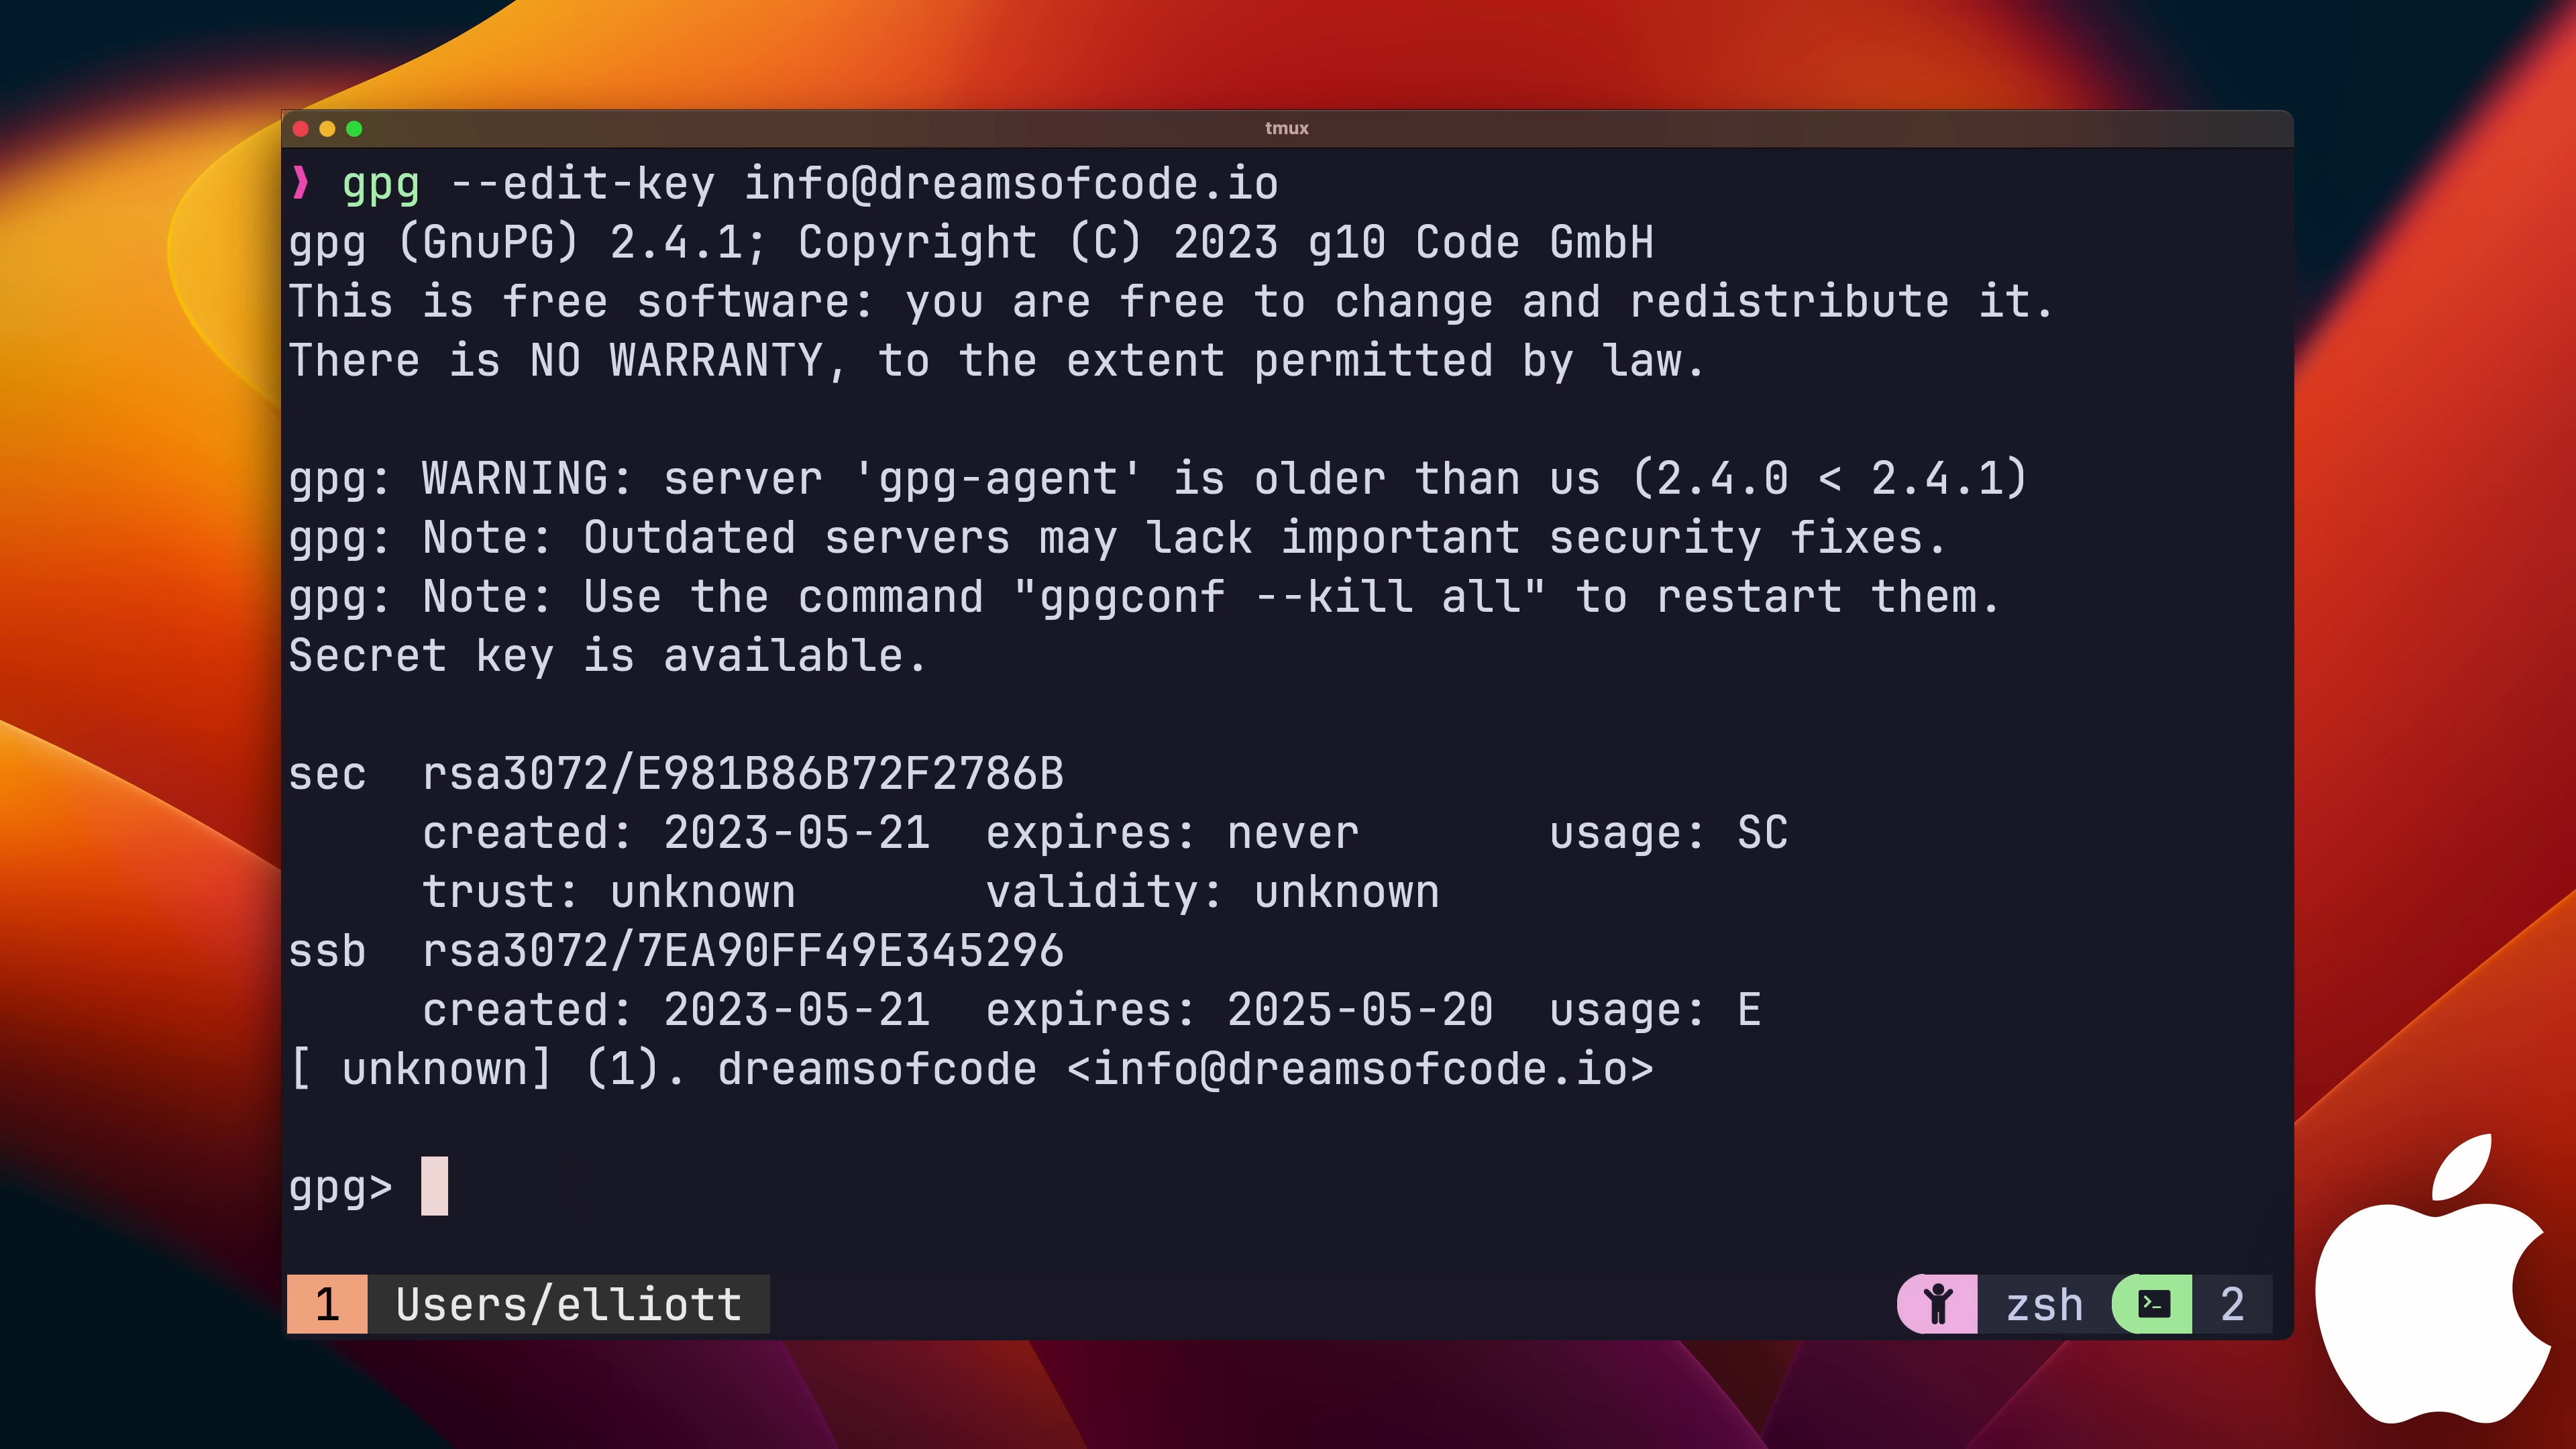 tmux
❱ gpg --edit-key info@dreamsofcode.io
gpg (GnuPG) 2.4.1; Copyright (C) 2023 g10 Code GmbH
This is free software: you are free to change and redistribute it.
There is NO WARRANTY, to the extent permitted by law.
gpg: WARNING: server 'gpg-agent' is older than us (2.4.0 < 2.4.1)
gpg: Note: Outdated servers may lack important security fixes.
gpg: Note: Use the command "gpgconf --kill all" to restart them.
Secret key is available.
sec  rsa3072/E981B86B72F2786B
     created: 2023-05-21  expires: never       usage: SC
     trust: unknown       validity: unknown
ssb  rsa3072/7EA90FF49E345296
     created: 2023-05-21  expires: 2025-05-20  usage: E
[ unknown] (1). dreamsofcode <info@dreamsofcode.io>
gpg>
1 Users/elliott zsh 2